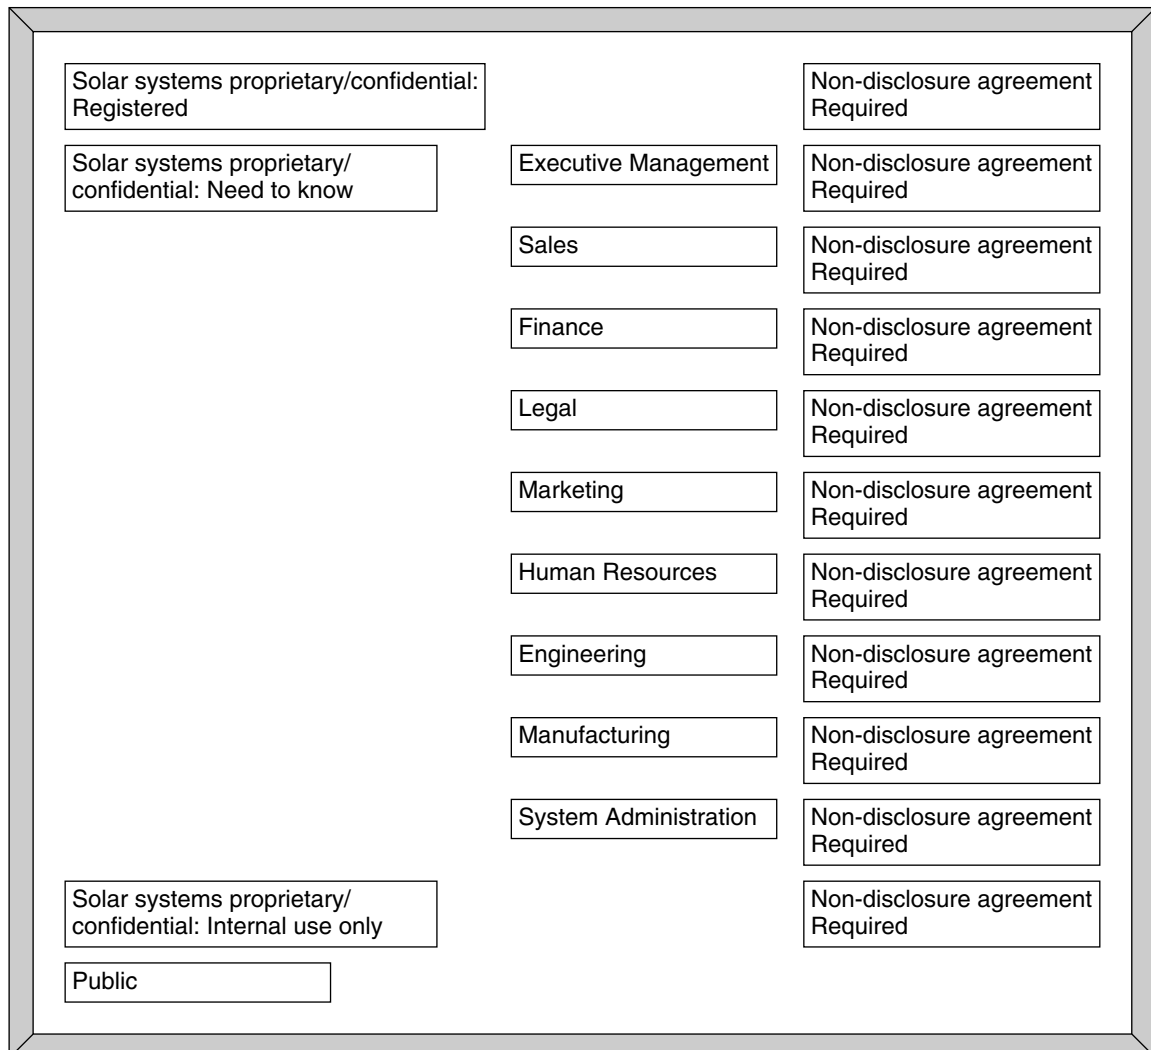 Solar systems proprietary/confidential:
Registered
Non-disclosure agreement
Required
Solar systems proprietary/
confidential: Need to know
Executive Management
Non-disclosure agreement
Required
Sales
Non-disclosure agreement
Required
Finance
Non-disclosure agreement
Required
Legal
Non-disclosure agreement
Required
Marketing
Non-disclosure agreement
Required
Human Resources
Non-disclosure agreement
Required
Engineering
Non-disclosure agreement
Required
Manufacturing
Non-disclosure agreement
Required
System Administration
Non-disclosure agreement
Required
Solar systems proprietary/
confidential: Internal use only
Non-disclosure agreement
Required
Public